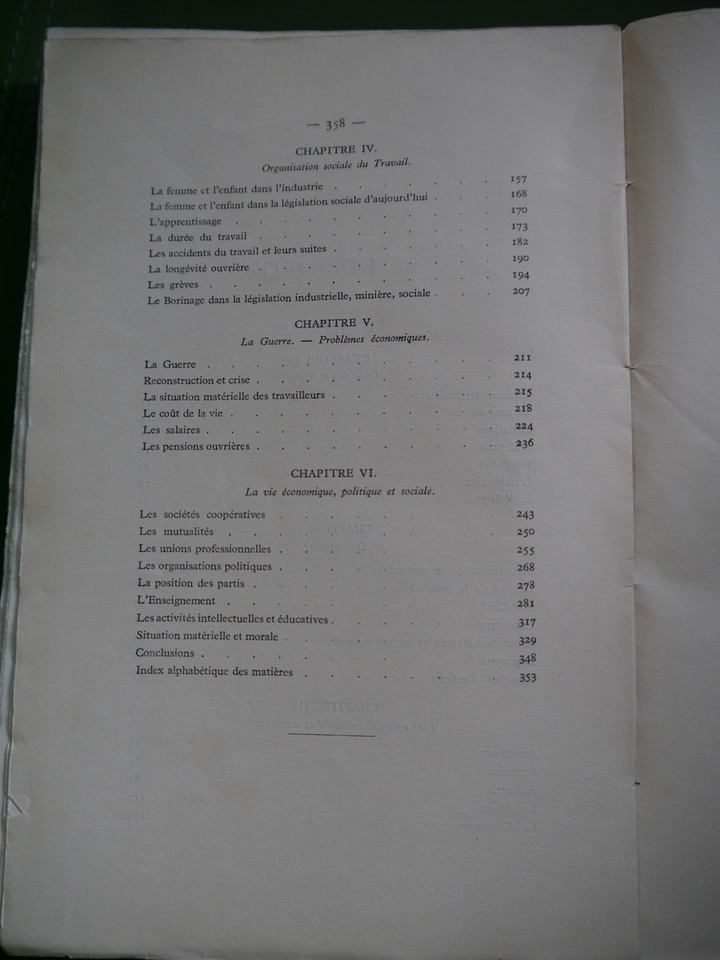 — 358 —
CHAPITRE IV.
Organisation sociale du Travail.
La femme et l'enfant dans l'industrie . . . . . . 157
La femme et l'enfant dans la législation sociale d'aujourd'hui . . . 168
L'apprentissage . . . . . . . . 170
La durée du travail . . . . . . . 173
Les accidents du travail et leurs suites . . . . . . 182
La longévité ouvrière . . . . . . . 190
Les grèves . . . . . . . . . 194
Le Borinage dans la législation industrielle, minière, sociale . . . 207
CHAPITRE V.
La Guerre. — Problèmes économiques.
La Guerre . . . . . . . . . 211
Reconstruction et crise . . . . . . . . 214
La situation matérielle des travailleurs . . . . . . 215
Le coût de la vie . . . . . . . . 218
Les salaires . . . . . . . . . 224
Les pensions ouvrières . . . . . . . . 236
CHAPITRE VI.
La vie économique, politique et sociale.
Les sociétés coopératives . . . . . . 243
Les mutualités . . . . . . . . 250
Les unions professionnelles . . . . . . . 255
Les organisations politiques . . . . . . . 268
La position des partis . . . . . . . . 278
L'Enseignement . . . . . . . . 281
Les activités intellectuelles et éducatives . . . . . . 317
Situation matérielle et morale . . . . . . . 329
Conclusions . . . . . . . . . 348
Index alphabétique des matières . . . . . . 353